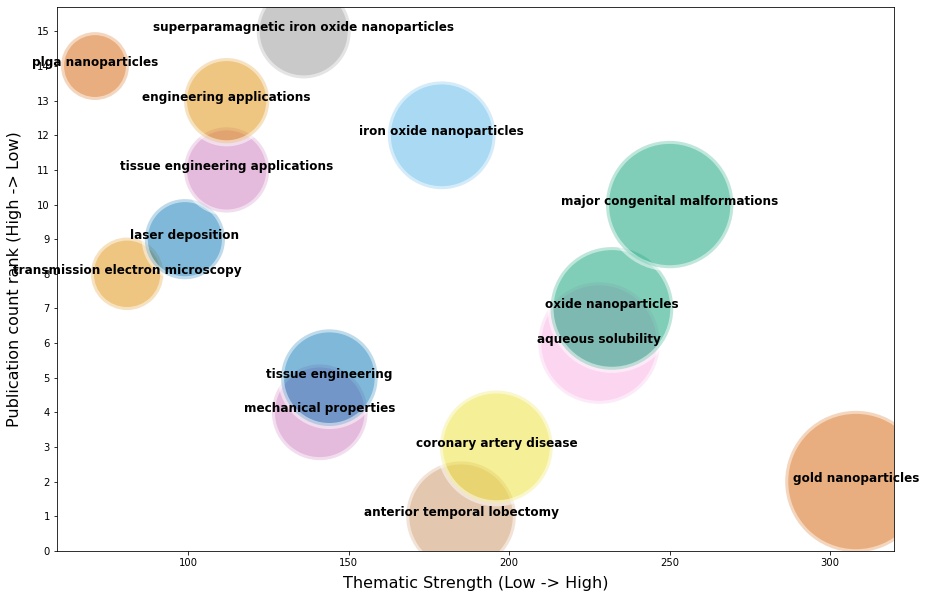 superparamagnetic iron oxide nanoparticles
plga nanoparticles
engineering applications
iron oxide nanoparticles
tissue engineering applications
major congenital malformations
laser deposition
transmission electron microscopy
oxide nanoparticles
aqueous solubility
tissue engineering
mechanical properties
coronary artery disease
gold nanoparticles
anterior temporal lobectomy
Publication count rank (High -> Low)
15
14
13
12
11
10
9
8
7
6
5
4
3
2
1
0
100
150
200
250
300
Thematic Strength (Low -> High)